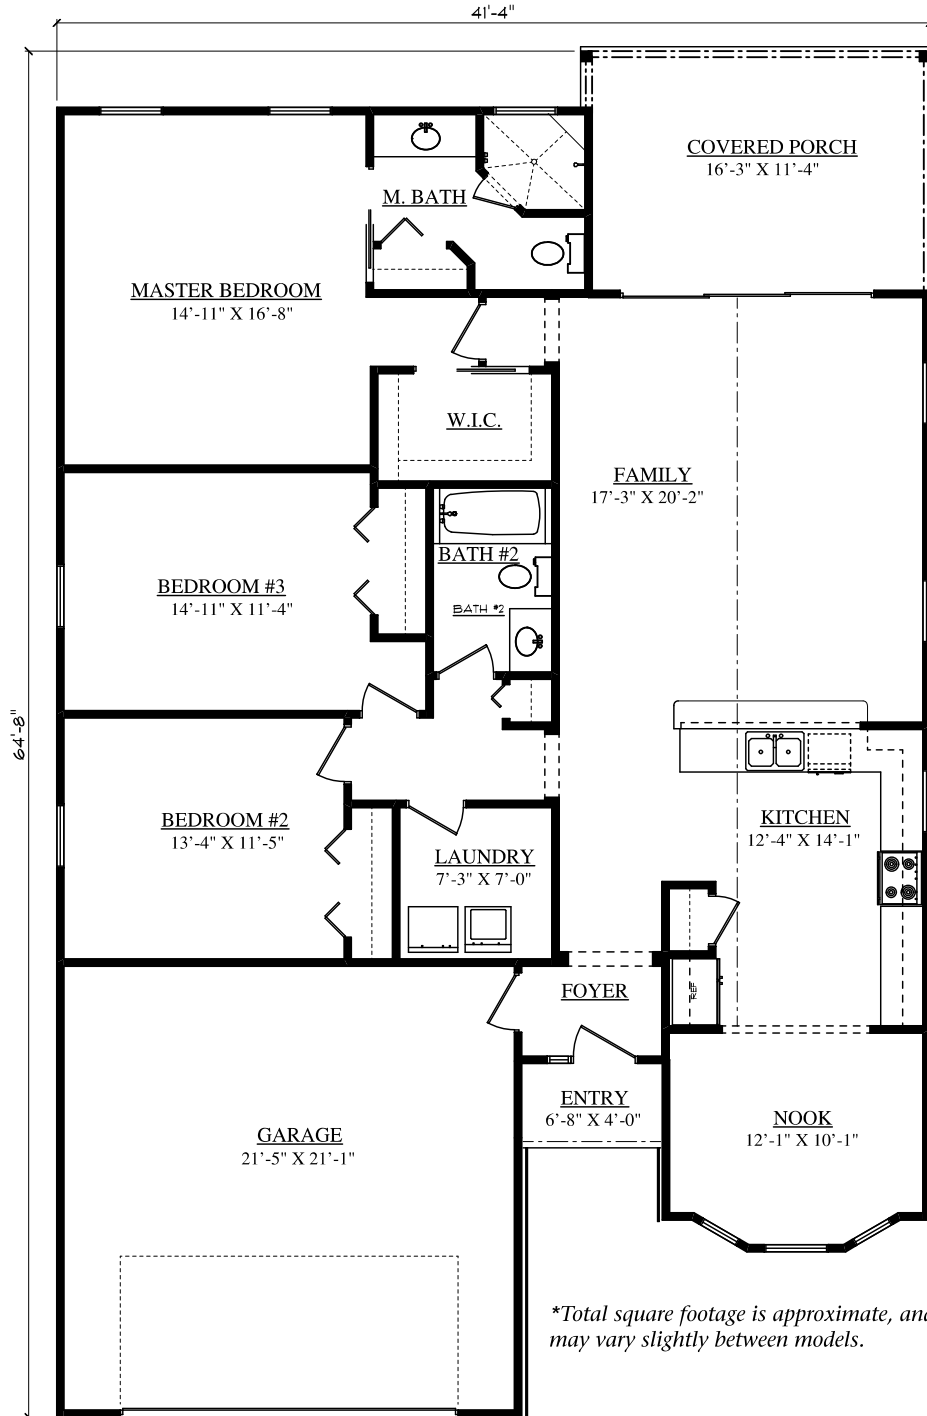 41'-4"
COVERED PORCH
16'-3" X 11'-4"
M. BATH
MASTER BEDROOM
14'-11" X 16'-8"
W.I.C.
FAMILY
17'-3" X 20'-2"
BATH #2
BEDROOM #3
14'-11" X 11'-4"
BATH #2
64'-8"
BEDROOM #2
13'-4" X 11'-5"
KITCHEN
12'-4" X 14'-1"
LAUNDRY
7'-3" X 7'-0"
FOYER
REF
ENTRY
6'-8" X 4'-0"
NOOK
12'-1" X 10'-1"
GARAGE
21'-5" X 21'-1"
*Total square footage is approximate, and
may vary slightly between models.